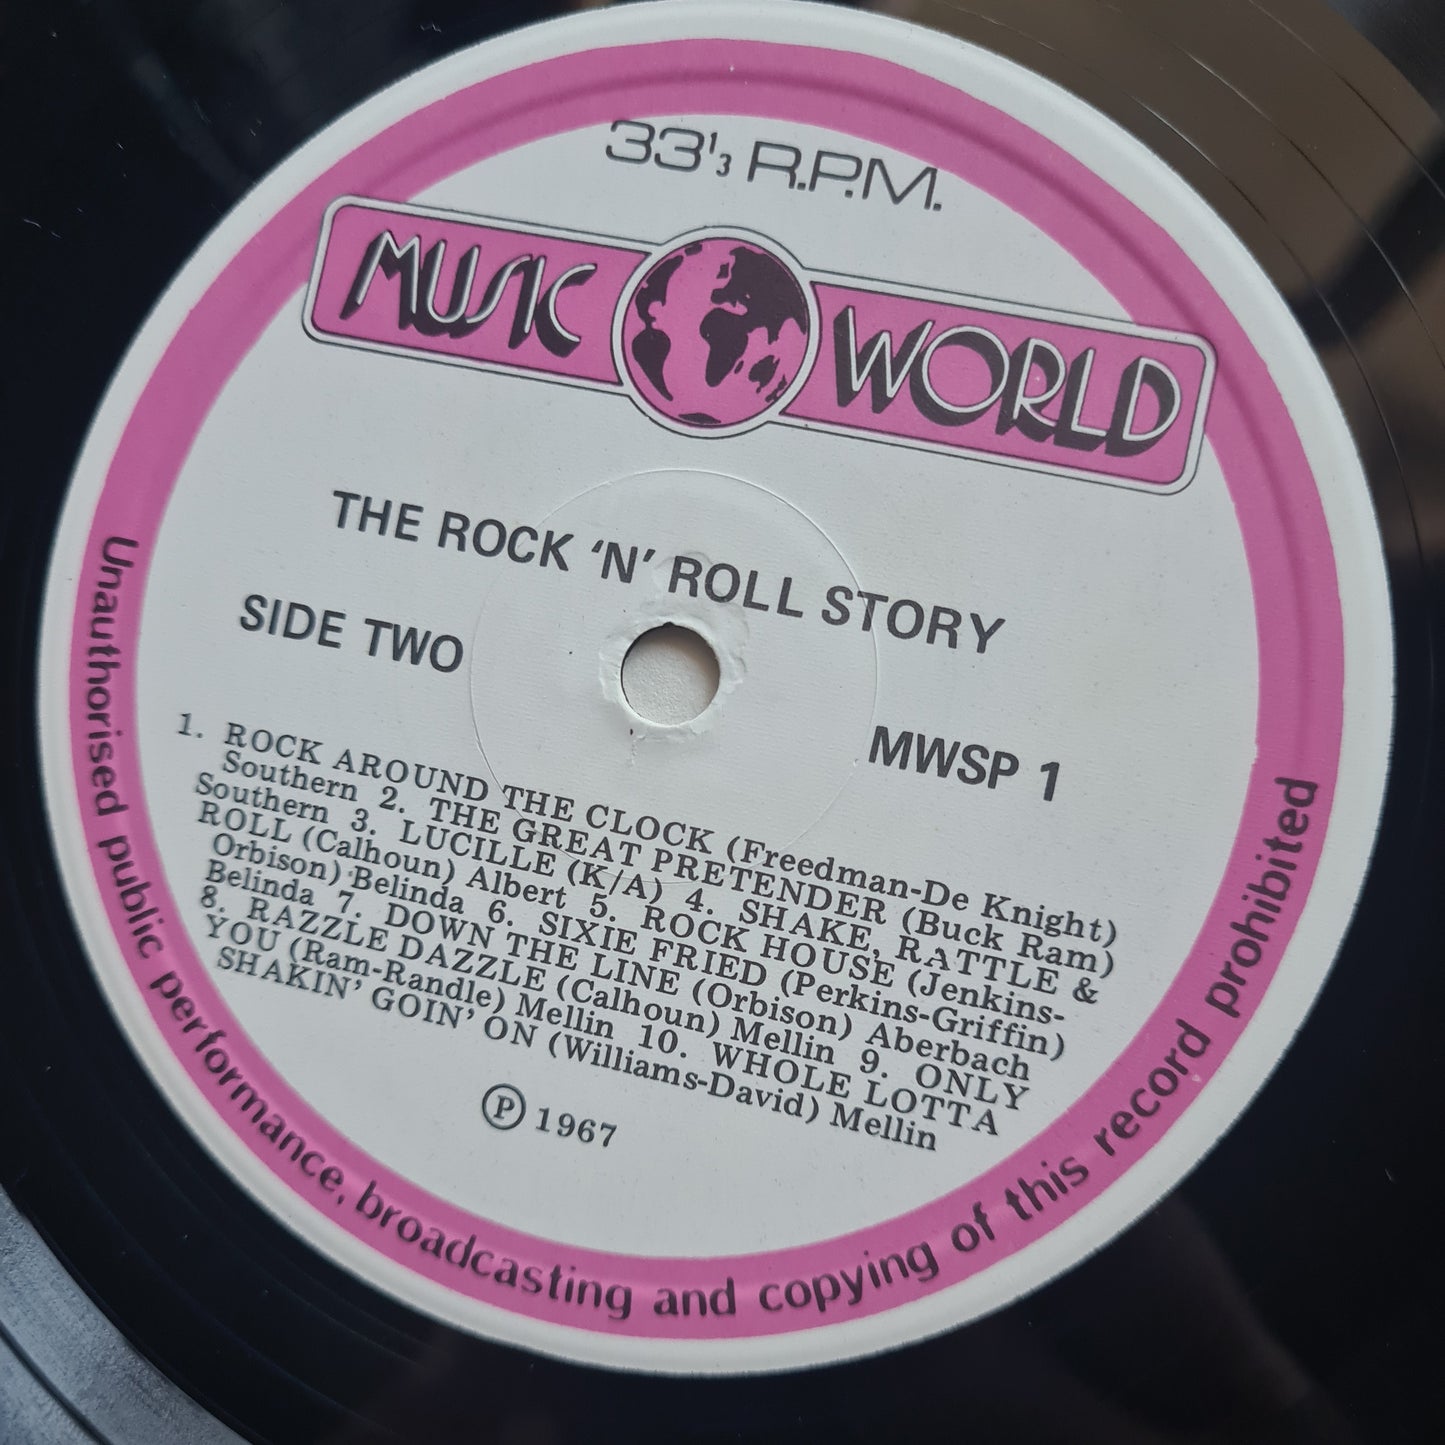 33⅓ R.P.M.
MUSIC WORLD
THE ROCK ‘N’ ROLL STORY
SIDE TWO
MWSP 1
1. ROCK AROUND THE CLOCK (Freedman-De Knight)
Southern 2. THE GREAT PRETENDER (Buck Ram)
Southern 3. LUCILLE (K/A) 4. SHAKE, RATTLE &
ROLL (Calhoun) Albert 5. ROCK HOUSE (Jenkins-
Orbison) Belinda 6. SIXIE FRIED (Perkins-Griffin)
Belinda 7. DOWN THE LINE (Orbison) Aberbach
8. RAZZLE DAZZLE (Calhoun) Mellin 9. ONLY
YOU (Ram-Randle) Mellin 10. WHOLE LOTTA
SHAKIN’ GOIN’ ON (Williams-David) Mellin
℗ 1967
Unauthorised public performance, broadcasting and copying of this record prohibited